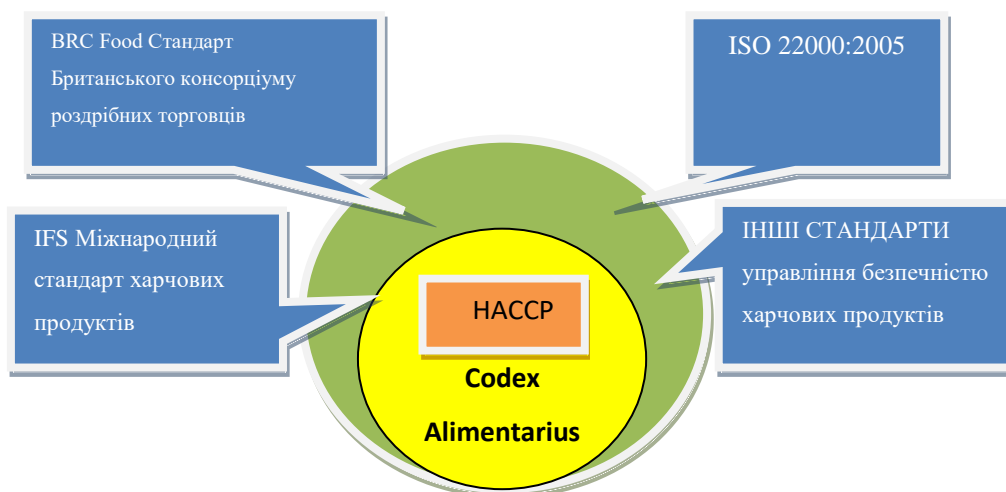 BRC Food Стандарт
Британського консорціуму
роздрібних торговців
ISO 22000:2005
IFS Міжнародний
стандарт харчових
продуктів
ІНШІ СТАНДАРТИ
управління безпечністю
харчових продуктів
HACCP
Codex
Alimentarius